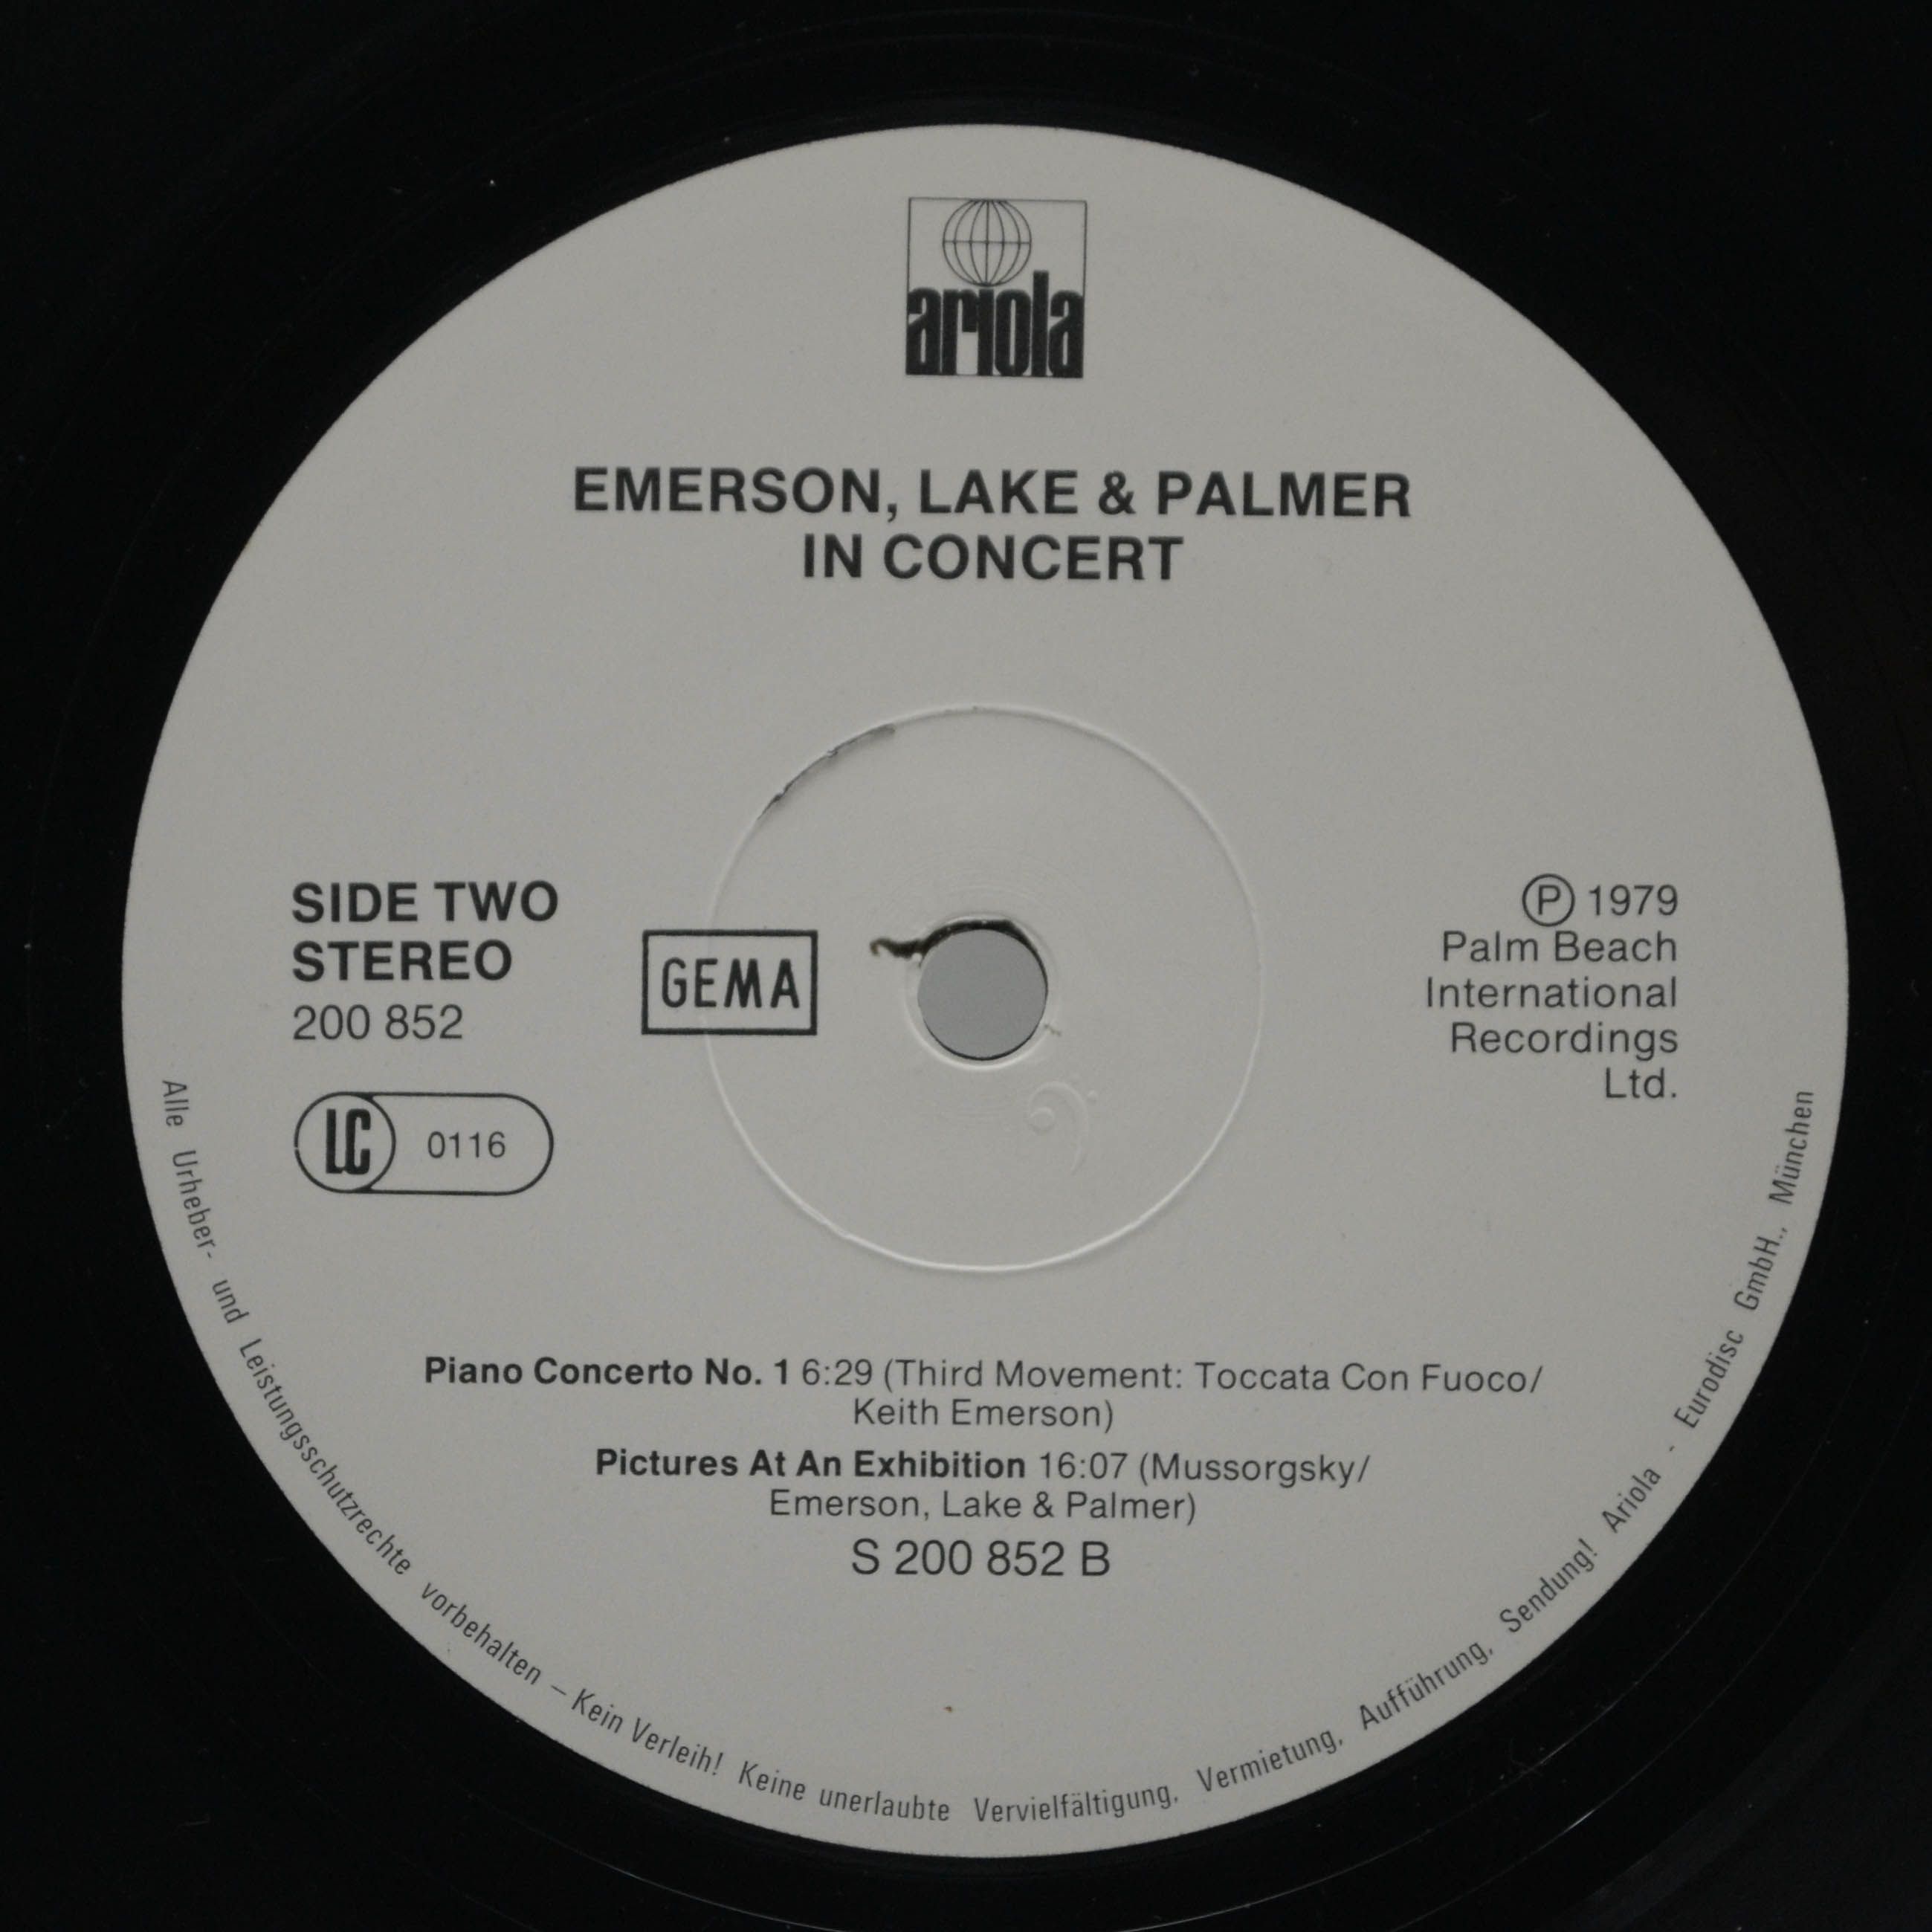 ariola
EMERSON, LAKE & PALMER
IN CONCERT
SIDE TWO
STEREO
200 852
LC 0116
GEMA
Ⓟ 1979
Palm Beach
International
Recordings
Ltd.
Piano Concerto No. 1 6:29 (Third Movement: Toccata Con Fuoco/
Keith Emerson)
Pictures At An Exhibition 16:07 (Mussorgsky/
Emerson, Lake & Palmer)
S 200 852 B
Alle Urheber- und Leistungsschutzrechte vorbehalten – Kein Verleih! Keine unerlaubte Vervielfältigung, Vermietung, Aufführung, Sendung! Ariola - Eurodisc GmbH., München